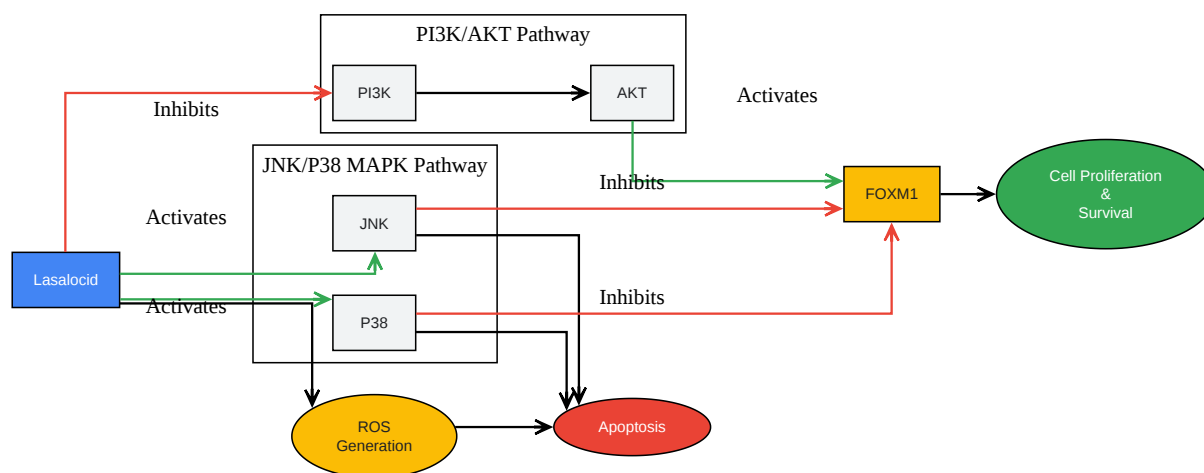 PI3K/AKT Pathway
PI3K
AKT
Activates
Inhibits
JNK/P38 MAPK Pathway
Inhibits
FOXM1
Cell Proliferation
&
Survival
Activates
JNK
Lasalocid
Activates
P38
Inhibits
ROS
Generation
Apoptosis